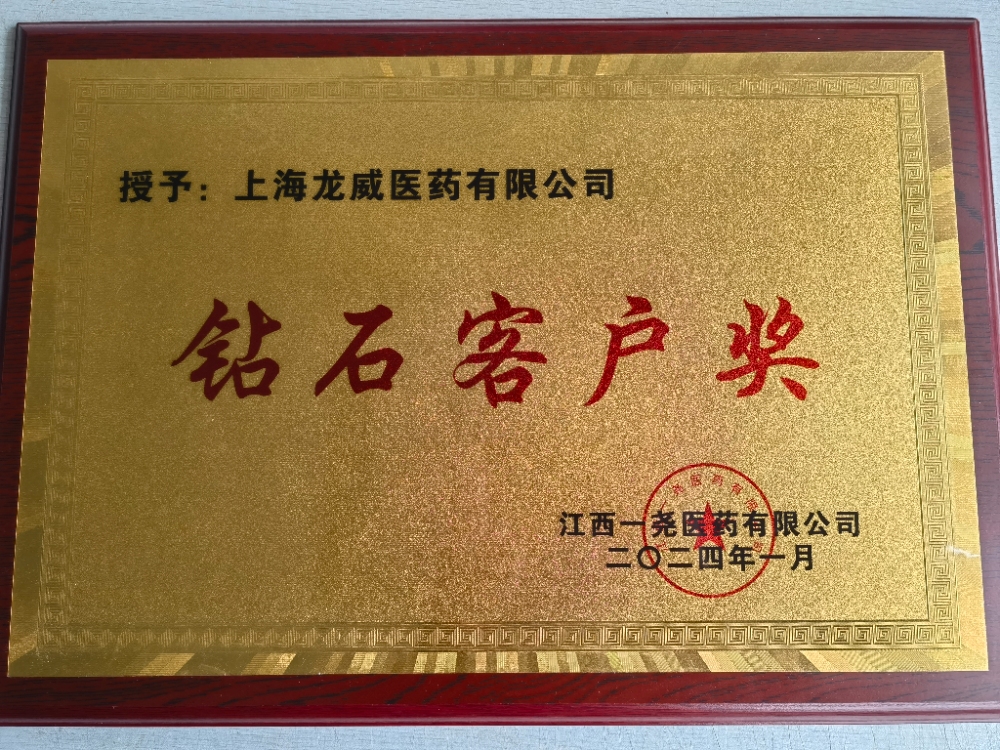 授予：上海龙威医药有限公司
钻石客户奖
江西一尧医药有限公司
二〇二四年一月